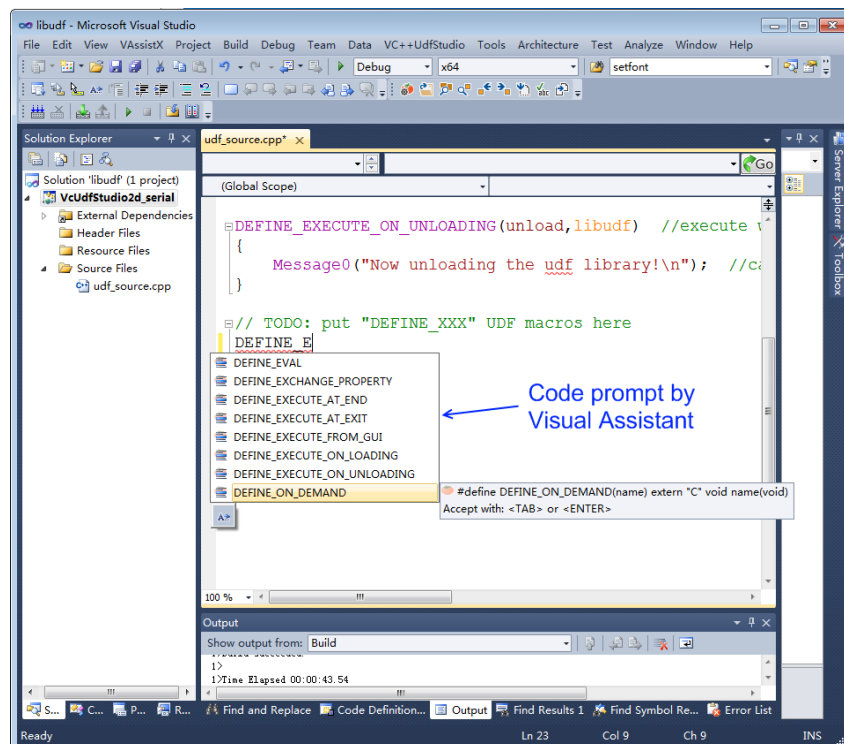 libudf - Microsoft Visual Studio
File Edit View VAssistX Project Build Debug Team Data VC++UdfStudio Tools Architecture Test Analyze Window Help
Debug x64 setfont
Solution Explorer
udf_source.cpp*
Go
Solution 'libudf' (1 project)
(Global Scope)
VcUdfStudio2d_serial
External Dependencies
Header Files
Resource Files
Source Files
udf_source.cpp
DEFINE_EXECUTE_ON_UNLOADING(unload,libudf) //execute
{
Message0("Now unloading the udf library!\n"); //ca
}
// TODO: put "DEFINE_XXX" UDF macros here
DEFINE_E
DEFINE_EVAL
DEFINE_EXCHANGE_PROPERTY
DEFINE_EXECUTE_AT_END
DEFINE_EXECUTE_AT_EXIT
DEFINE_EXECUTE_FROM_GUI
DEFINE_EXECUTE_ON_LOADING
DEFINE_EXECUTE_ON_UNLOADING
DEFINE_ON_DEMAND
Code prompt by
Visual Assistant
#define DEFINE_ON_DEMAND(name) extern "C" void name(void)
Accept with: <TAB> or <ENTER>
Server Explorer
Toolbox
100 %
Output
Show output from: Build
1>
1>Time Elapsed 00:00:43.54
S... C... P... R... Find and Replace Code Definition... Output Find Results 1 Find Symbol Re... Error List
Ready Ln 23 Col 9 Ch 9 INS